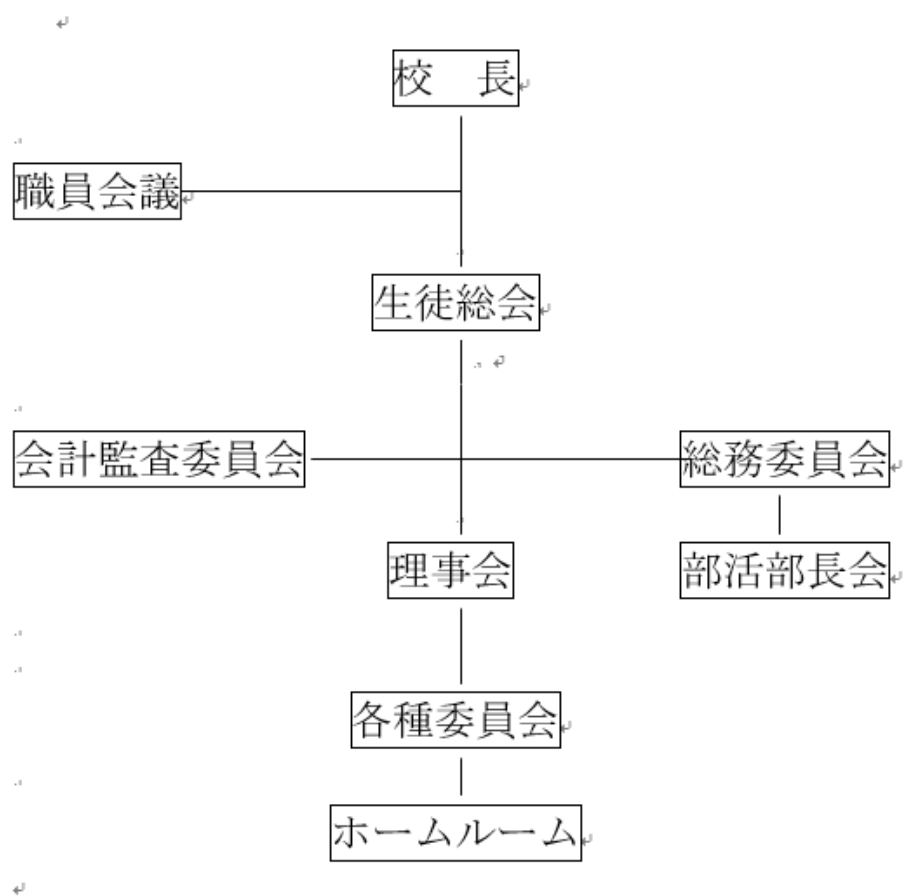 校　長
職員会議
生徒総会
会計監査委員会
総務委員会
理事会
部活部長会
各種委員会
ホームルーム